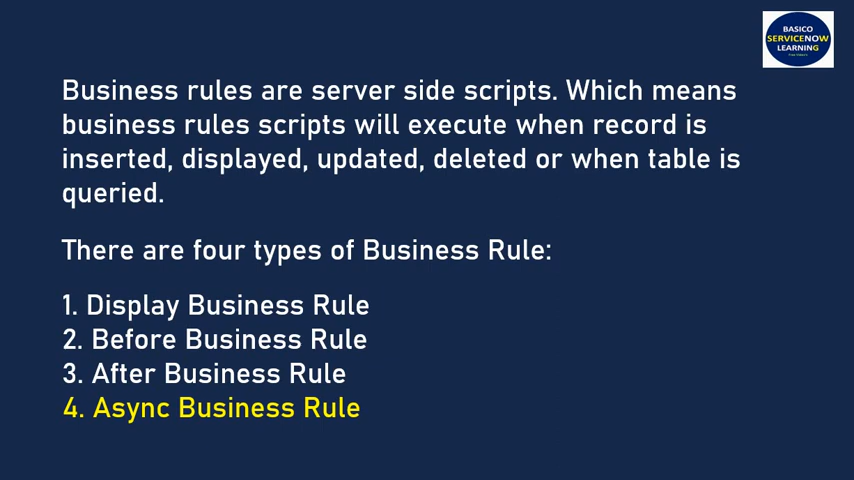 BASICO
SERVICENOW
LEARNING
Business rules are server side scripts. Which means
business rules scripts will execute when record is
inserted, displayed, updated, deleted or when table is
queried.
There are four types of Business Rule:
1. Display Business Rule
2. Before Business Rule
3. After Business Rule
4. Async Business Rule